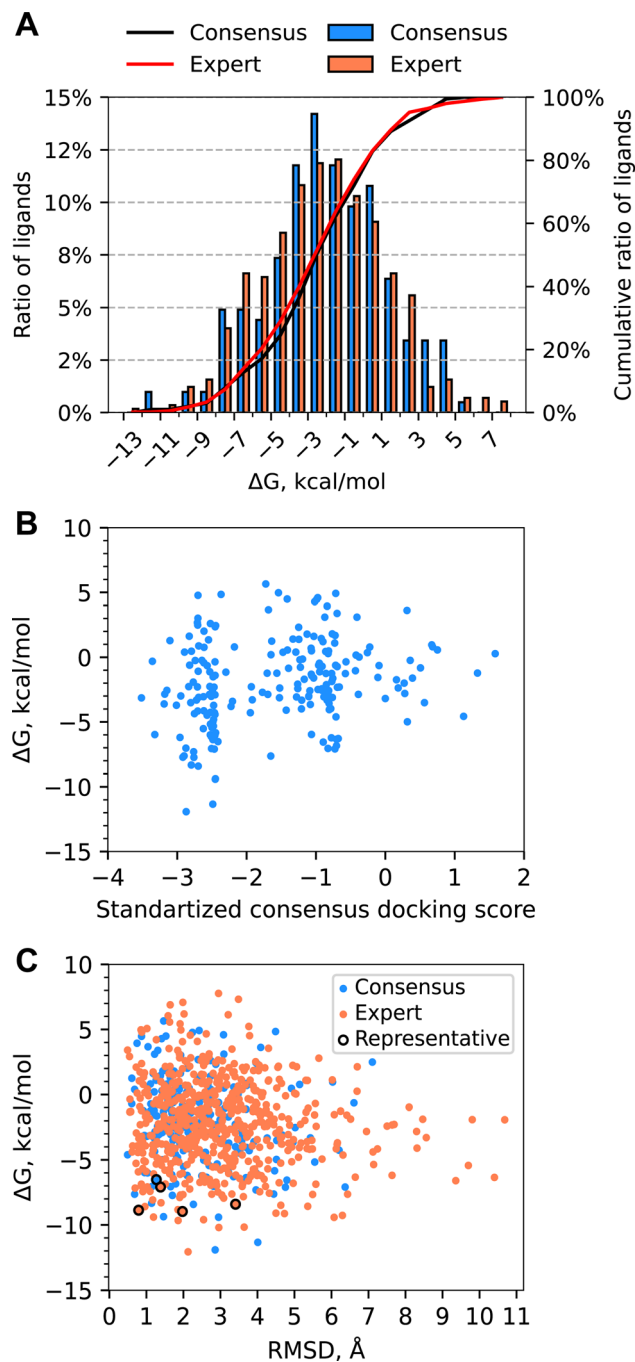 A
Consensus Consensus
Expert Expert
15% 100%
12% 80%
10% 60%
8% 40%
5% 20%
2%
0% 0%
Ratio of ligands
Cumulative ratio of ligands
−13 −11 −9 −7 −5 −3 −1 1 3 5 7
ΔG, kcal/mol
B
10
5
0
−5
−10
−15
ΔG, kcal/mol
−4 −3 −2 −1 0 1 2
Standartized consensus docking score
C
Consensus
Expert
Representative
10
5
0
−5
−10
−15
ΔG, kcal/mol
0 1 2 3 4 5 6 7 8 9 10 11
RMSD, Å